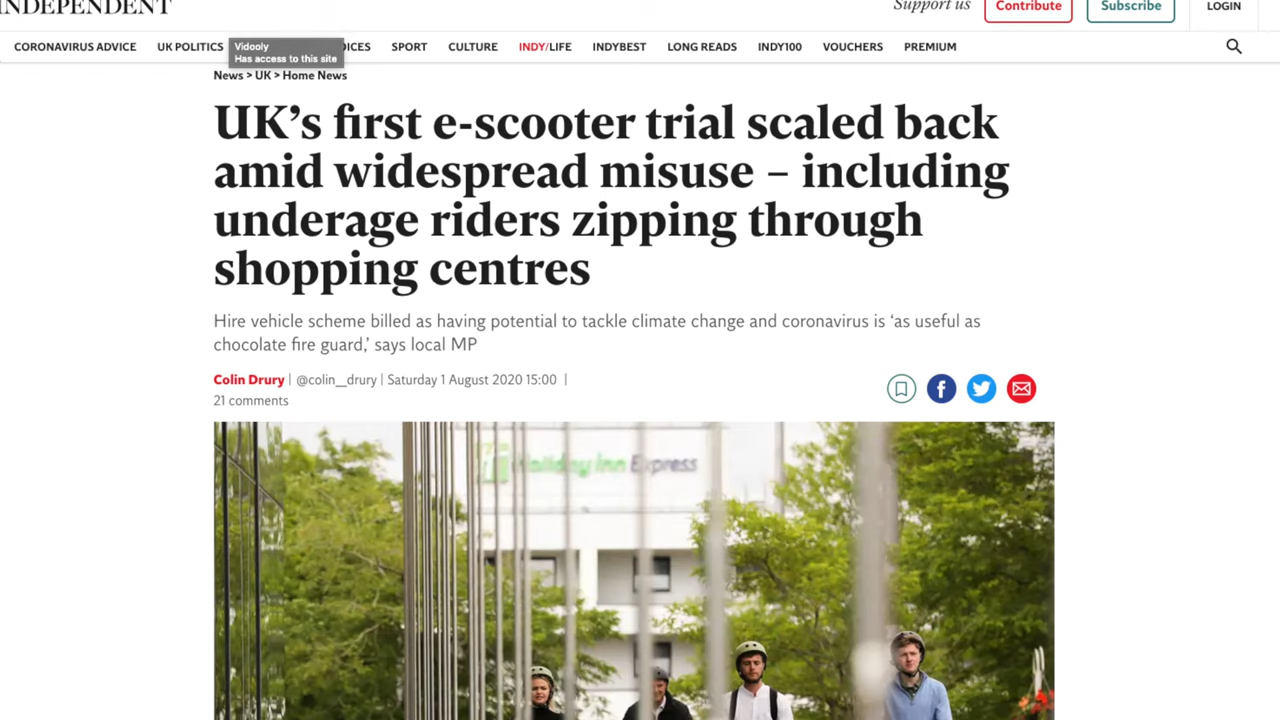 INDEPENDENT
Support us
Contribute
Subscribe
LOGIN
CORONAVIRUS ADVICE UK POLITICS OICES SPORT CULTURE INDY/LIFE INDYBEST LONG READS INDY100 VOUCHERS PREMIUM
Vidooly
Has access to this site
News > UK > Home News
UK’s first e-scooter trial scaled back
amid widespread misuse – including
underage riders zipping through
shopping centres
Hire vehicle scheme billed as having potential to tackle climate change and coronavirus is ‘as useful as
chocolate fire guard,’ says local MP
Colin Drury | @colin__drury | Saturday 1 August 2020 15:00 |
21 comments
Holiday Inn Express